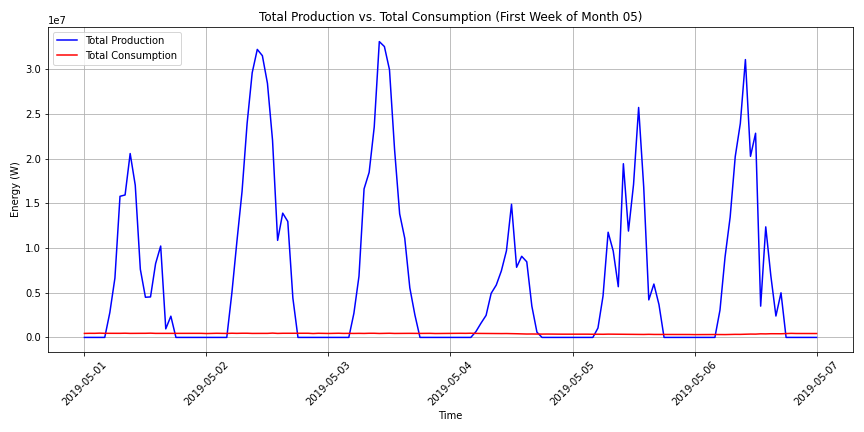 Total Production vs. Total Consumption (First Week of Month 05)
1e7
Total Production
Total Consumption
3.0
2.5
2.0
1.5
1.0
0.5
0.0
Energy (W)
2019-05-01
2019-05-02
2019-05-03
2019-05-04
2019-05-05
2019-05-06
2019-05-07
Time